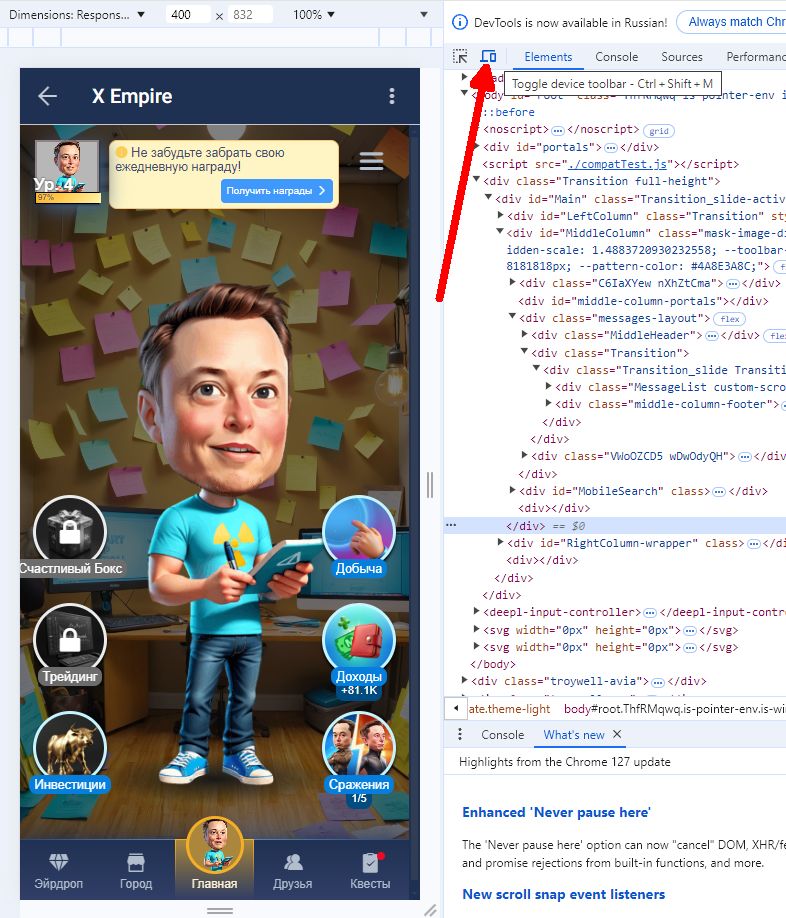 Dimensions: Respons... ▼ 400 × 832 100% ▼
DevTools is now available in Russian! Always match Chr
Elements Console Sources Performanc
Toggle device toolbar - Ctrl + Shift + M
X Empire
Ур. 4
97%
Не забудьте забрать свою
ежедневную награду!
Получить награды
Счастливый Бокс
Добыча
Трейдинг
Доходы
+81.1K
Инвестиции
Сражения
1/5
Эйрдроп Город Главная Друзья Квесты
::before
<noscript> ⋯ </noscript> grid
<div id="portals"> ⋯ </div>
<script src="./compatTest.js"></script>
<div class="Transition full-height">
<div id="Main" class="Transition_slide-activ
<div id="LeftColumn" class="Transition" sty
<div id="MiddleColumn" class="mask-image-di
idden-scale: 1.4883720930232558; --toolbar-
8181818px; --pattern-color: #4A8E3A8C;">
<div class="C6IaXYew nXhZtCma"> ⋯ </div>
<div id="middle-column-portals"></div>
<div class="messages-layout"> flex
<div class="MiddleHeader"> ⋯ </div> flex
<div class="Transition">
<div class="Transition_slide Transiti
<div class="MessageList custom-scro
<div class="middle-column-footer">
</div>
</div>
<div class="VWoOZCD5 wDwOdyQH"> ⋯ </div>
</div>
<div id="MobileSearch" class> ⋯ </div>
<div></div>
</div> == $0
<div id="RightColumn-wrapper" class> ⋯ </di
<div></div>
</div>
</div>
<deepl-input-controller> ⋯ </deepl-input-contro
<svg width="0px" height="0px"> ⋯ </svg>
<svg width="0px" height="0px"> ⋯ </svg>
</body>
<div class="troywell-avia"> ⋯ </div>
ate.theme-light body#root.ThfRMqwq.is-pointer-env.is-wi
Console What's new ×
Highlights from the Chrome 127 update
Enhanced 'Never pause here'
The 'Never pause here' option can now "cancel" DOM, XHR/fe
and promise rejections from built-in functions, and more.
New scroll snap event listeners